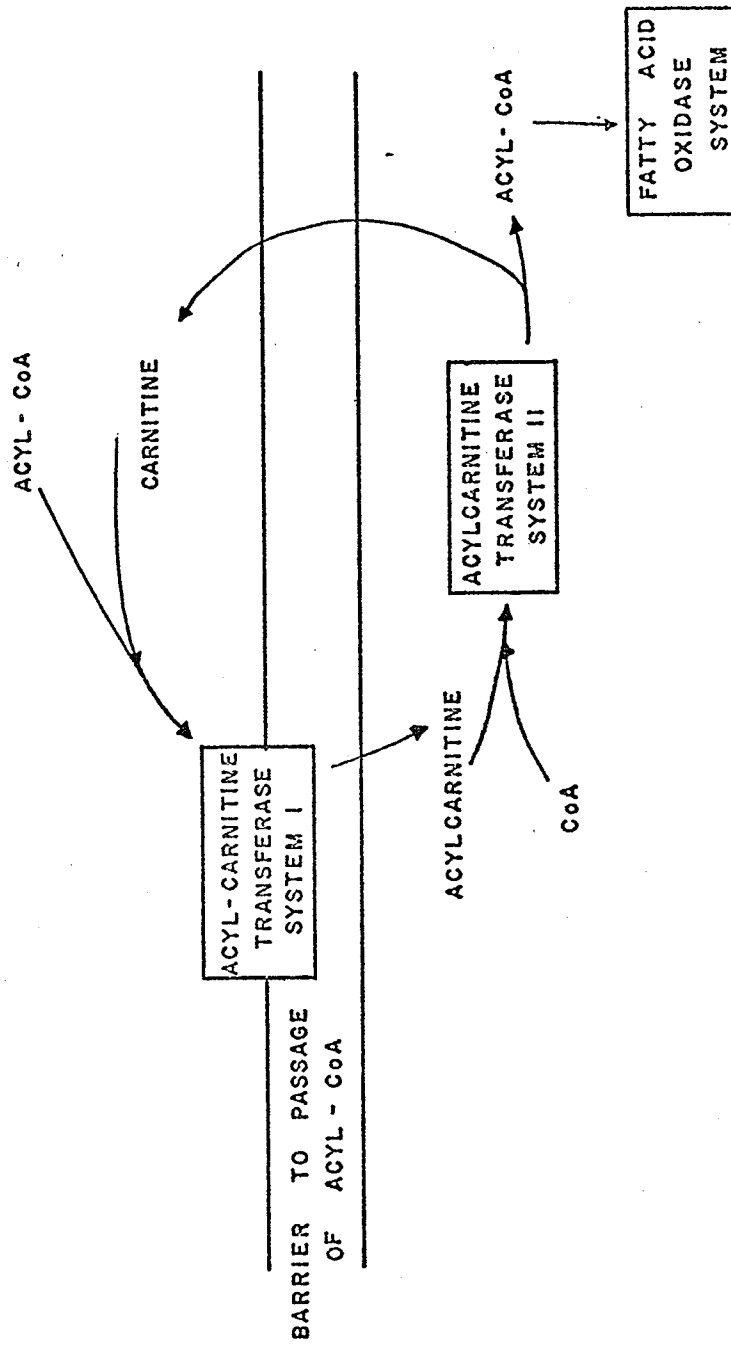 ACYL-CoA
CARNITINE
ACYL-CARNITINE
TRANSFERASE
SYSTEM I
BARRIER TO PASSAGE
OF ACYL-CoA
ACYLCARNITINE
CoA
ACYLCARNITINE
TRANSFERASE
SYSTEM II
ACYL-CoA
FATTY ACID
OXIDASE
SYSTEM